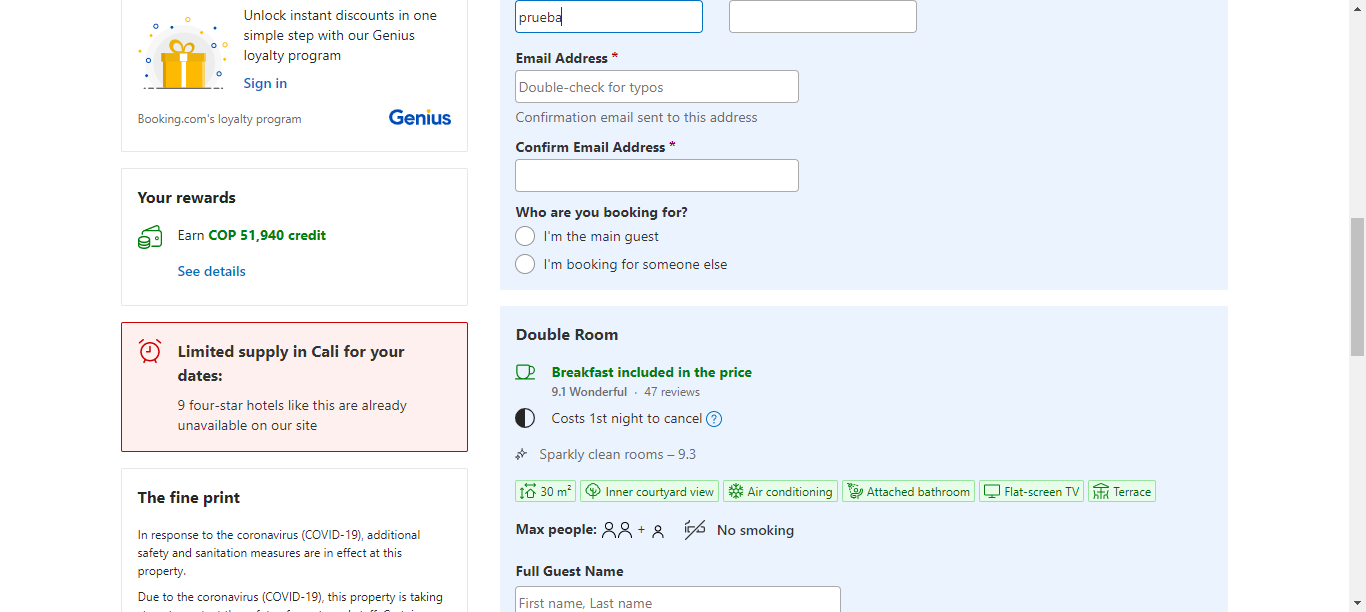 Unlock instant discounts in one
simple step with our Genius
loyalty program
Sign in
Booking.com's loyalty program
Genius
Your rewards
Earn COP 51,940 credit
See details
Limited supply in Cali for your
dates:
9 four-star hotels like this are already
unavailable on our site
The fine print
In response to the coronavirus (COVID-19), additional
safety and sanitation measures are in effect at this
property.
Due to the coronavirus (COVID-19), this property is taking
prueba
Email Address *
Double-check for typos
Confirmation email sent to this address
Confirm Email Address *
Who are you booking for?
I'm the main guest
I'm booking for someone else
Double Room
Breakfast included in the price
9.1 Wonderful · 47 reviews
Costs 1st night to cancel ?
Sparkly clean rooms – 9.3
30 m² Inner courtyard view Air conditioning Attached bathroom Flat-screen TV Terrace
Max people: + No smoking
Full Guest Name
First name, Last name